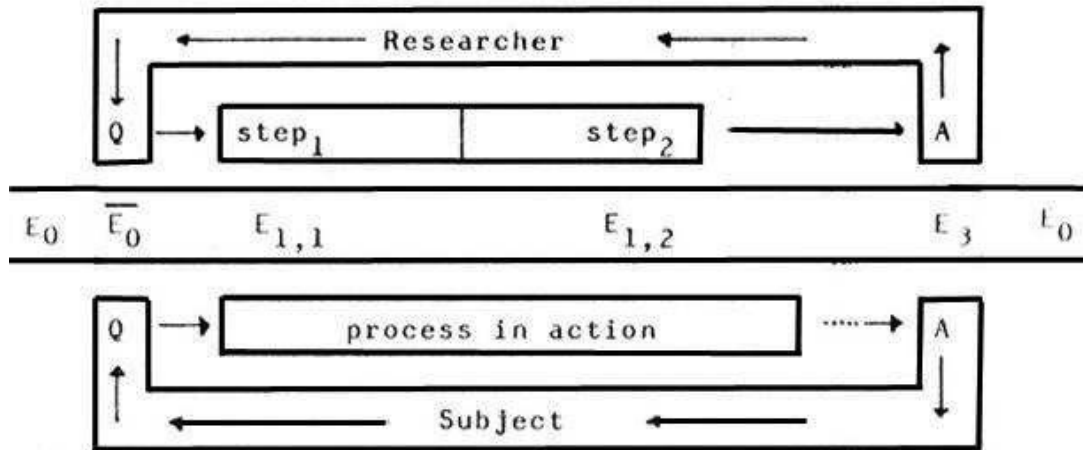 Researcher
Q step₁ step₂ A
E₀ E̅₀̅ E₁,₁ E₁,₂ E₃ E₀
Q process in action A
Subject